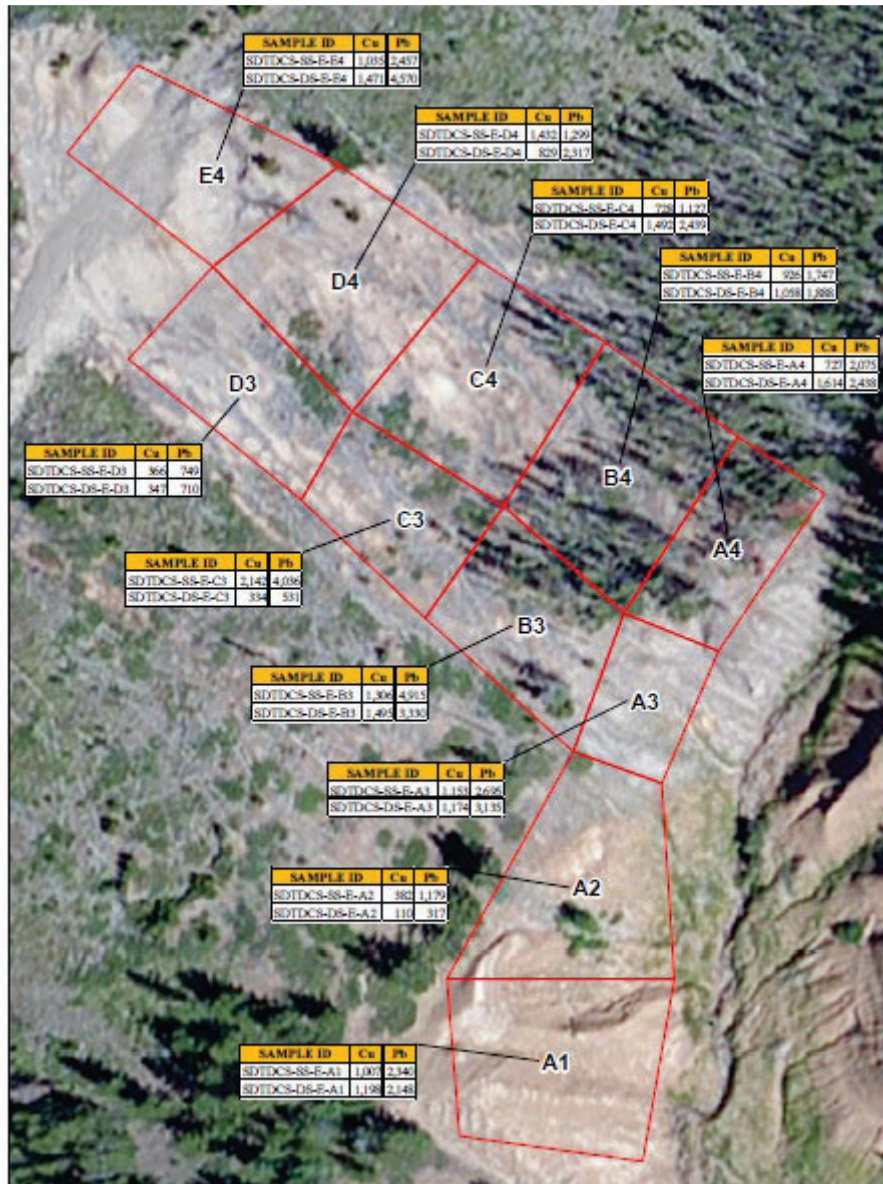 SAMPLE ID Cu Pb
SDTDCS-SS-E-E4 1,035 2,457
SDTDCS-DS-E-E4 1,471 4,570
SAMPLE ID Cu Pb
SDTDCS-SS-E-D4 1,432 1,299
SDTDCS-DS-E-D4 829 2,317
E4
SAMPLE ID Cu Pb
SDTDCS-SS-E-C4 728 1,127
SDTDCS-DS-E-C4 1,492 2,439
D4
SAMPLE ID Cu Pb
SDTDCS-SS-E-B4 926 1,747
SDTDCS-DS-E-B4 1,058 1,888
SAMPLE ID Cu Pb
SDTDCS-SS-E-A4 727 2,075
SDTDCS-DS-E-A4 1,614 2,438
C4
D3
SAMPLE ID Cu Pb
SDTDCS-SS-E-D3 366 749
SDTDCS-DS-E-D3 347 710
B4
C3
A4
SAMPLE ID Cu Pb
SDTDCS-SS-E-C3 2,142 4,036
SDTDCS-DS-E-C3 334 531
B3
SAMPLE ID Cu Pb
SDTDCS-SS-E-B3 1,306 4,915
SDTDCS-DS-E-B3 1,495 3,330
A3
SAMPLE ID Cu Pb
SDTDCS-SS-E-A3 1,153 2,695
SDTDCS-DS-E-A3 1,174 3,135
SAMPLE ID Cu Pb
SDTDCS-SS-E-A2 382 1,179
SDTDCS-DS-E-A2 110 317
A2
SAMPLE ID Cu Pb
SDTDCS-SS-E-A1 1,007 2,340
SDTDCS-DS-E-A1 1,198 2,148
A1